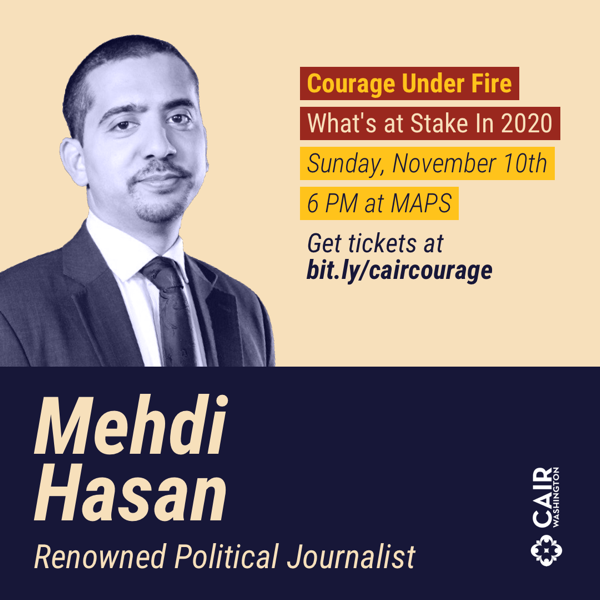 Courage Under Fire
What's at Stake In 2020
Sunday, November 10th
6 PM at MAPS
Get tickets at
bit.ly/caircourage
Mehdi
Hasan
Renowned Political Journalist
CAIR
WASHINGTON